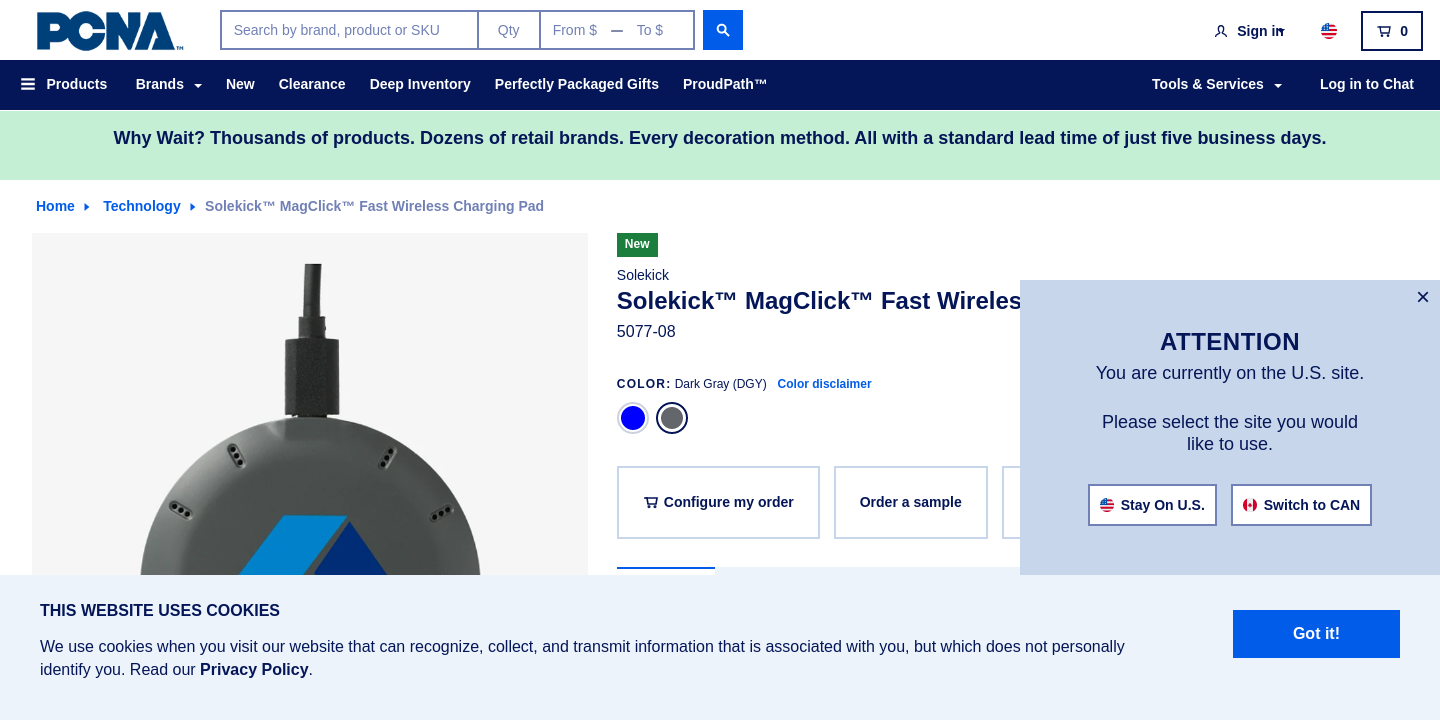 PCNA™
Search by brand, product or SKU
Qty
From $ — To $
Sign in
0
Products
Brands
New
Clearance
Deep Inventory
Perfectly Packaged Gifts
ProudPath™
Tools & Services
Log in to Chat
Why Wait? Thousands of products. Dozens of retail brands. Every decoration method. All with a standard lead time of just five business days.
Home
Technology
Solekick™ MagClick™ Fast Wireless Charging Pad
New
Solekick
Solekick™ MagClick™ Fast Wireles
5077-08
COLOR: Dark Gray (DGY) Color disclaimer
Configure my order
Order a sample
×
ATTENTION
You are currently on the U.S. site.
Please select the site you would
like to use.
Stay On U.S.
Switch to CAN
THIS WEBSITE USES COOKIES
We use cookies when you visit our website that can recognize, collect, and transmit information that is associated with you, but which does not personally
identify you. Read our Privacy Policy.
Got it!